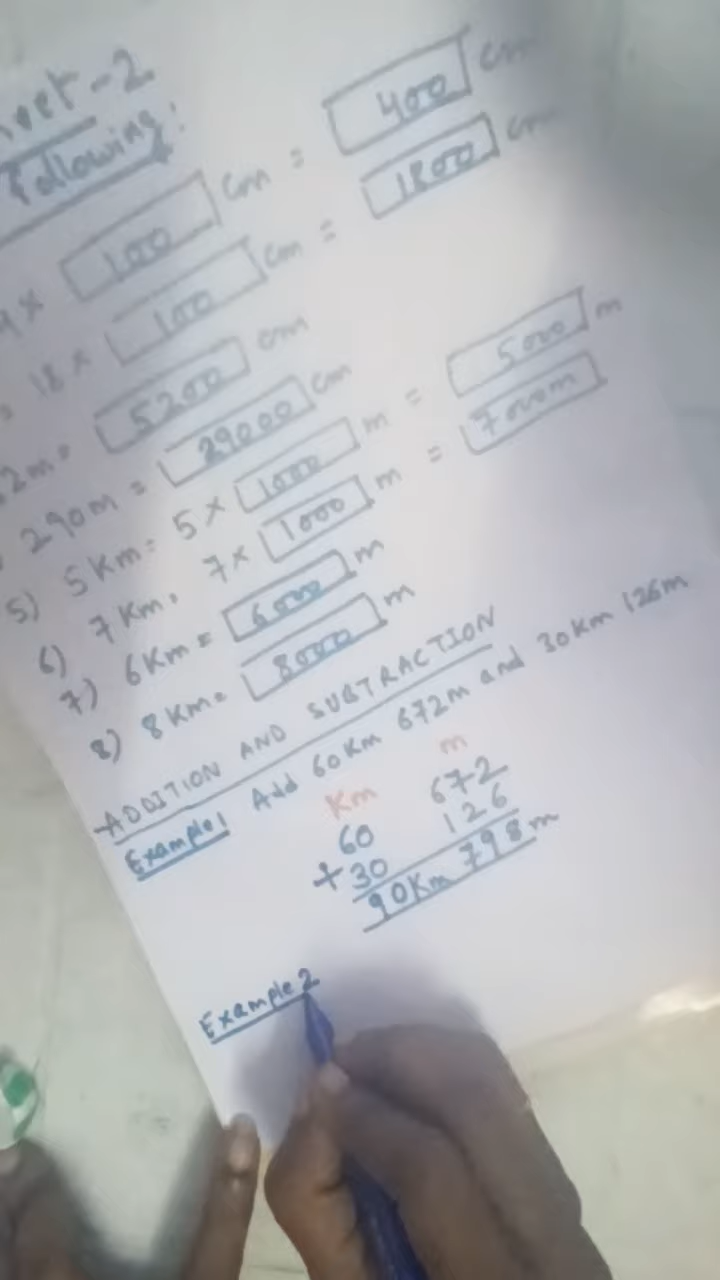 -2
Following:
4 × 100 cm = 400 cm
= 18 × 100 cm = 1800 cm
2m = 5200 cm
290m = 29000 cm
5) 5Km = 5 × 1000 m = 5000 m
6) 7Km = 7 × 1000 m = 7000m
7) 6Km = 6000 m
8) 8Km = 8000 m
ADDITION AND SUBTRACTION
Example 1 Add 60Km 672m and 30Km 126m
Km m
60 672
+30 126
90Km 798m
Example 2